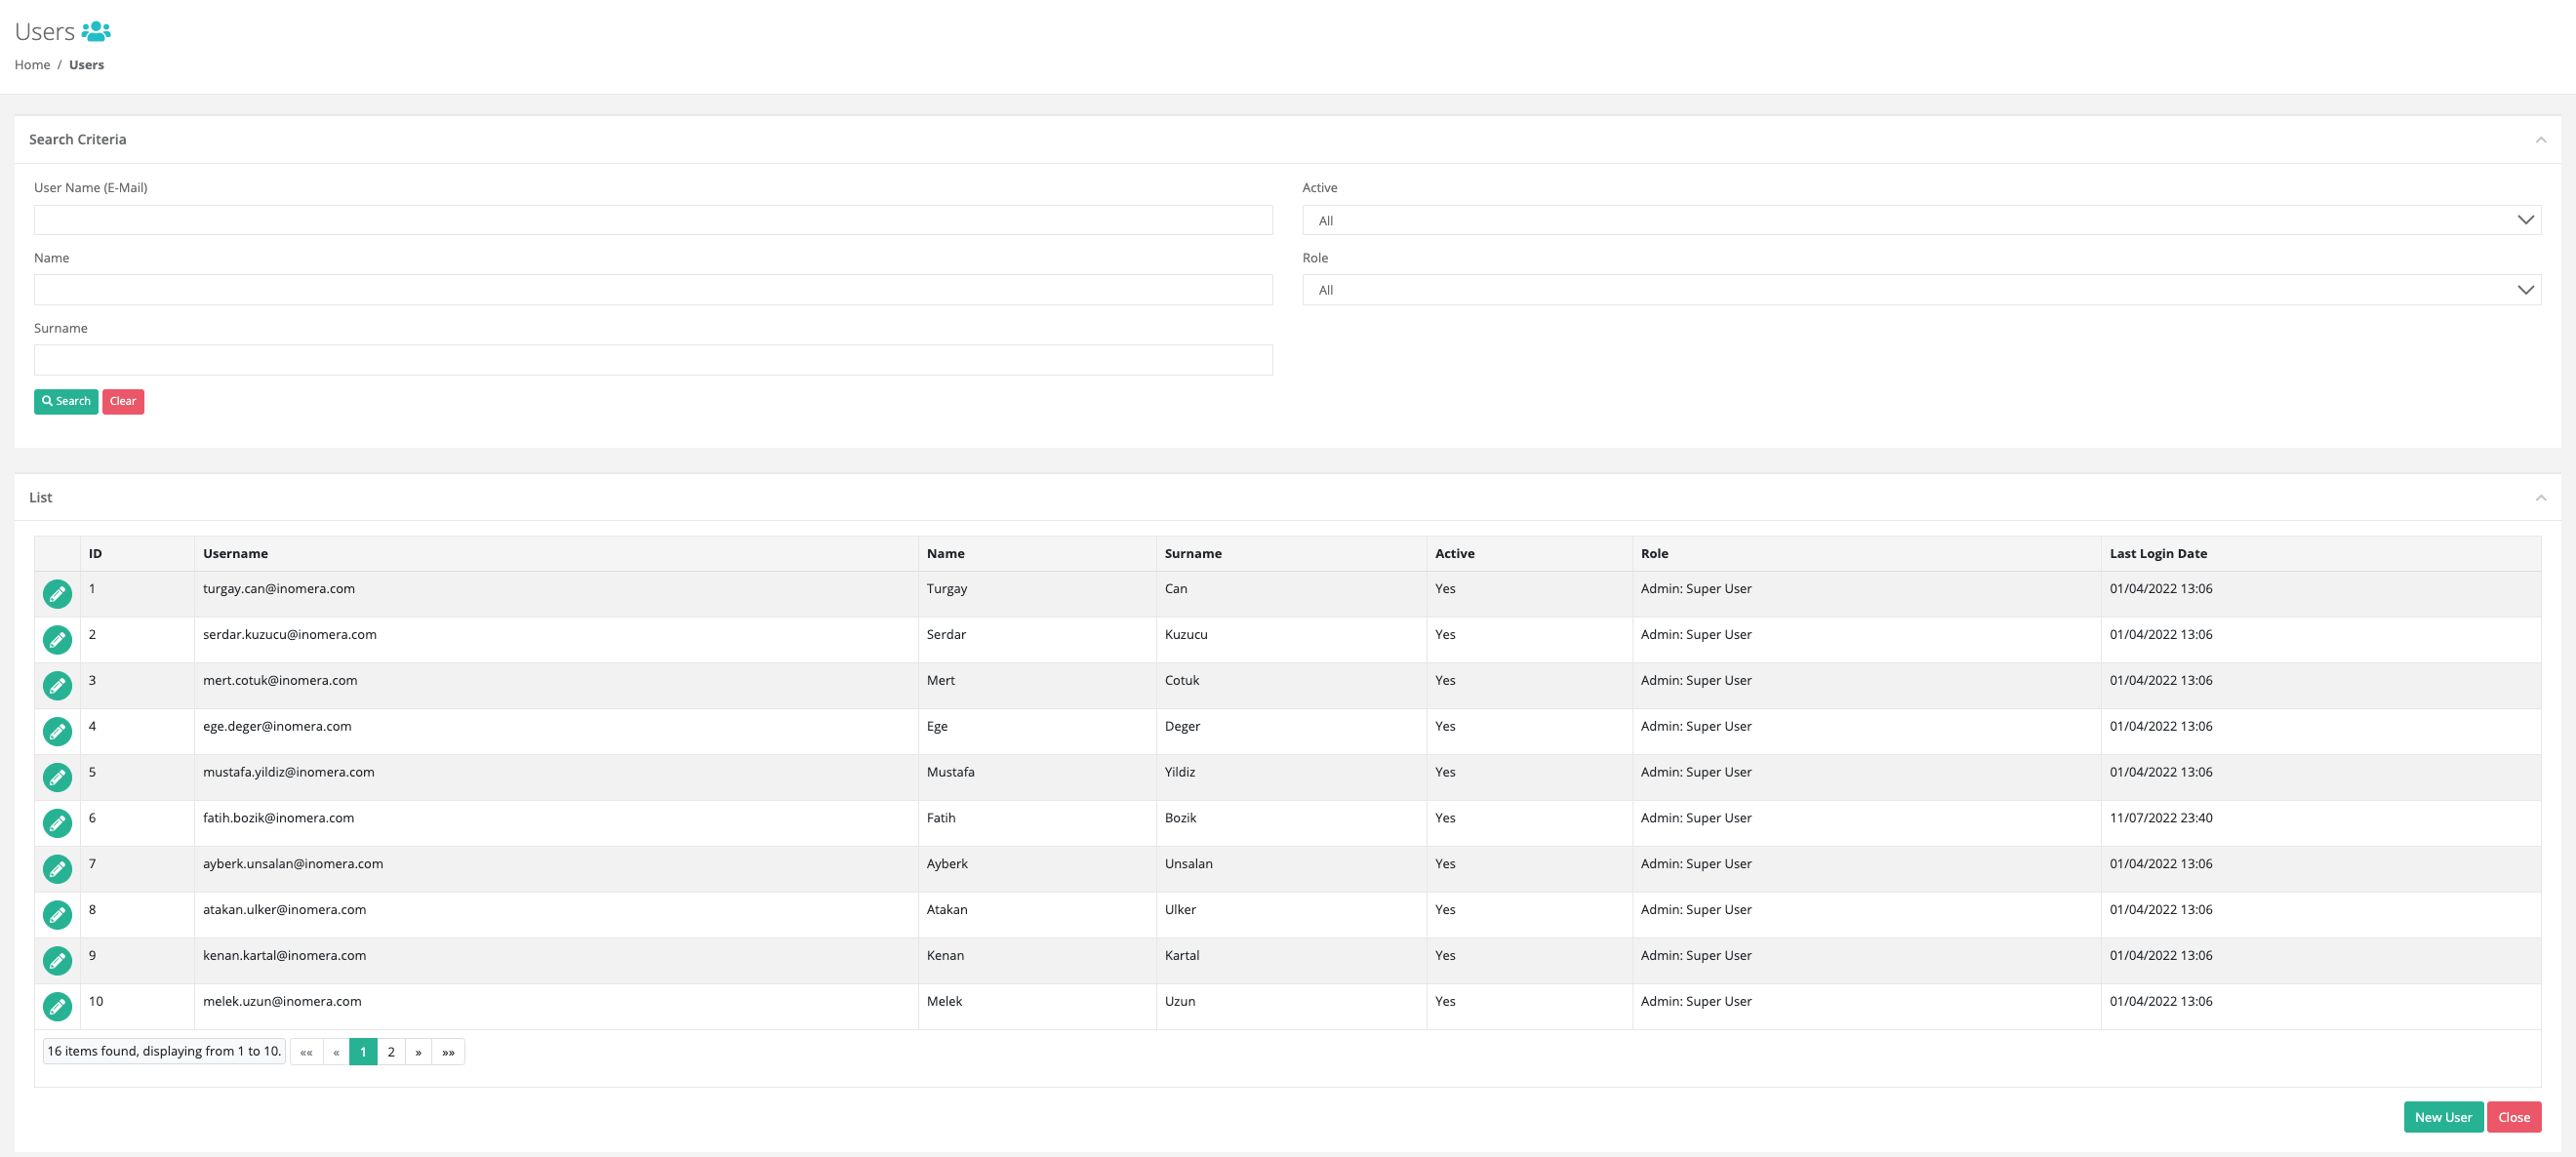 Users
Home / Users
Search Criteria
User Name (E-Mail)
Active
All
Name
Role
All
Surname
Search Clear
List
ID Username Name Surname Active Role Last Login Date
1 turgay.can@inomera.com Turgay Can Yes Admin: Super User 01/04/2022 13:06
2 serdar.kuzucu@inomera.com Serdar Kuzucu Yes Admin: Super User 01/04/2022 13:06
3 mert.cotuk@inomera.com Mert Cotuk Yes Admin: Super User 01/04/2022 13:06
4 ege.deger@inomera.com Ege Deger Yes Admin: Super User 01/04/2022 13:06
5 mustafa.yildiz@inomera.com Mustafa Yildiz Yes Admin: Super User 01/04/2022 13:06
6 fatih.bozik@inomera.com Fatih Bozik Yes Admin: Super User 11/07/2022 23:40
7 ayberk.unsalan@inomera.com Ayberk Unsalan Yes Admin: Super User 01/04/2022 13:06
8 atakan.ulker@inomera.com Atakan Ulker Yes Admin: Super User 01/04/2022 13:06
9 kenan.kartal@inomera.com Kenan Kartal Yes Admin: Super User 01/04/2022 13:06
10 melek.uzun@inomera.com Melek Uzun Yes Admin: Super User 01/04/2022 13:06
16 items found, displaying from 1 to 10. «« « 1 2 » »»
New User Close